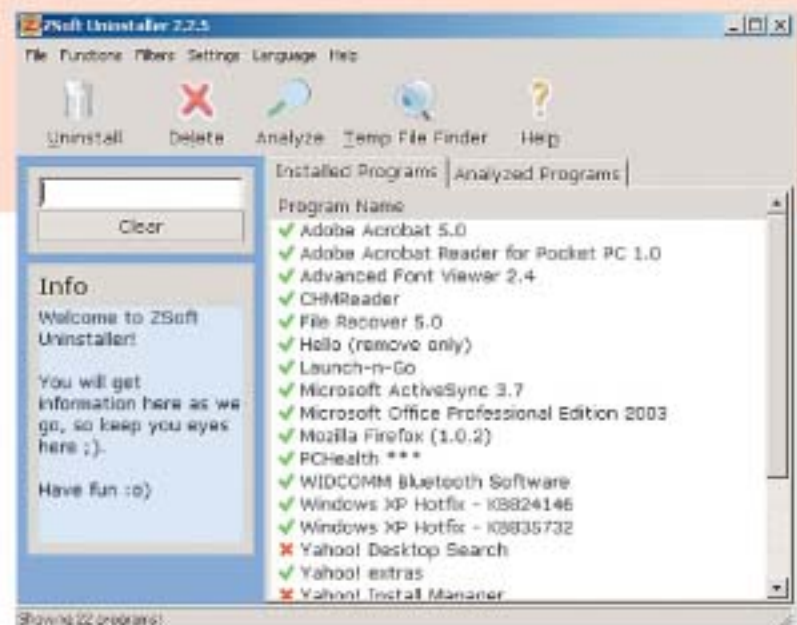 ZSoft Uninstaller 2.2.5
File Functions Filters Settings Language Help
Uninstall Delete Analyze Temp File Finder Help
Clear
Info
Welcome to ZSoft
Uninstaller!
You will get
information here as we
go, so keep you eyes
here ;).
Have fun :o)
Installed Programs Analyzed Programs
Program Name
Adobe Acrobat 5.0
Adobe Acrobat Reader for Pocket PC 1.0
Advanced Font Viewer 2.4
CHMReader
File Recover 5.0
Hello (remove only)
Launch-n-Go
Microsoft ActiveSync 3.7
Microsoft Office Professional Edition 2003
Mozilla Firefox (1.0.2)
PCHealth ***
WIDCOMM Bluetooth Software
Windows XP Hotfix - KB824146
Windows XP Hotfix - KB835732
Yahoo! Desktop Search
Yahoo! extras
Yahoo! Install Manager
Showing 22 programs!